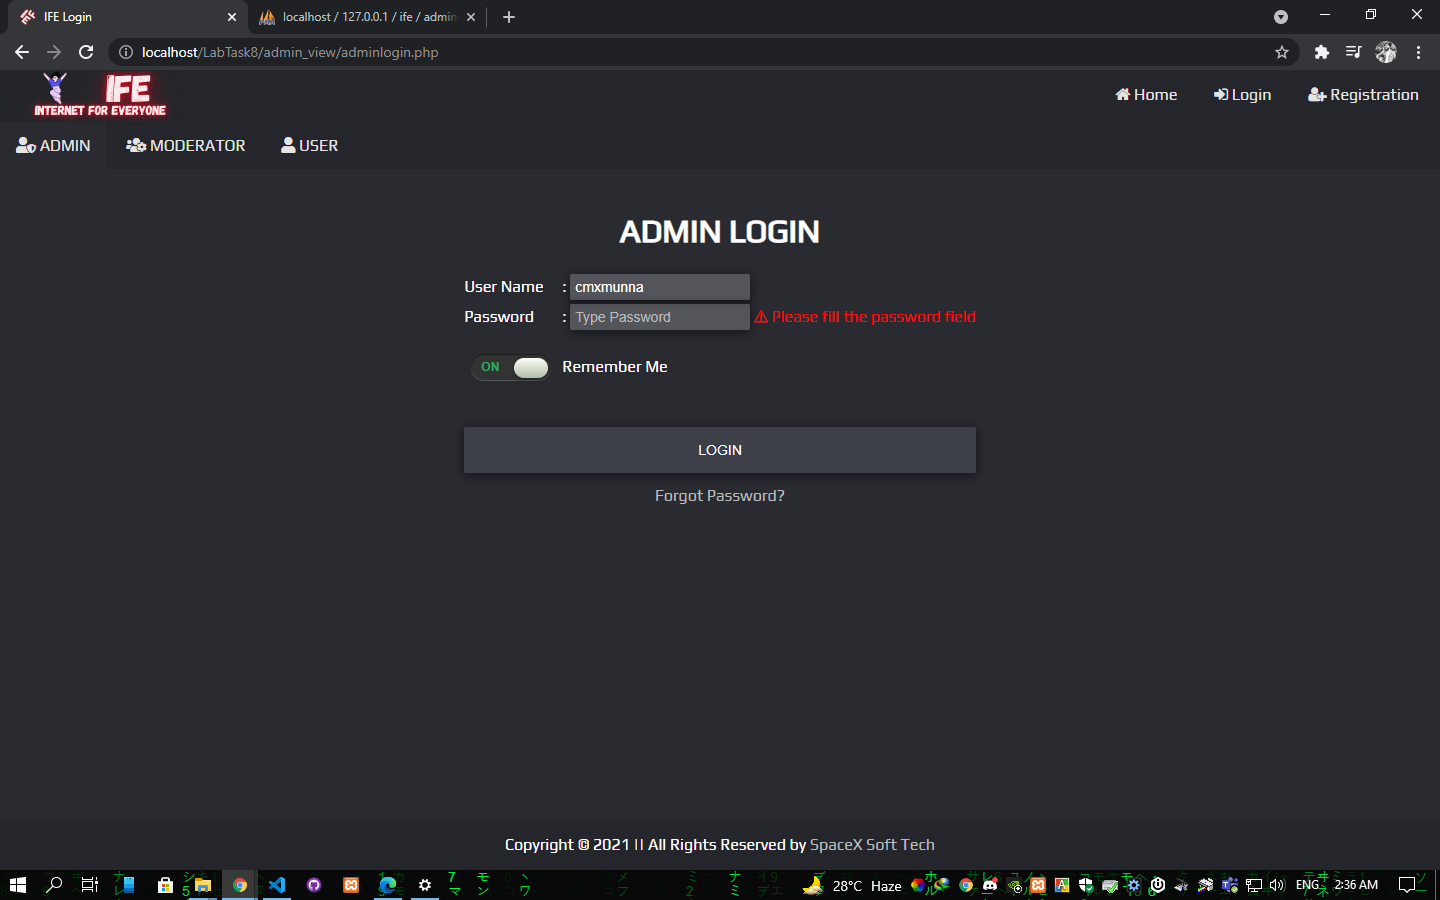 IFE Login
localhost / 127.0.0.1 / ife / admin
localhost/LabTask8/admin_view/adminlogin.php
IFE
INTERNET FOR EVERYONE
Home Login Registration
ADMIN MODERATOR USER
ADMIN LOGIN
User Name : cmxmunna
Password : Type Password Please fill the password field
ON Remember Me
LOGIN
Forgot Password?
Copyright © 2021 || All Rights Reserved by SpaceX Soft Tech
28°C Haze ENG 2:36 AM